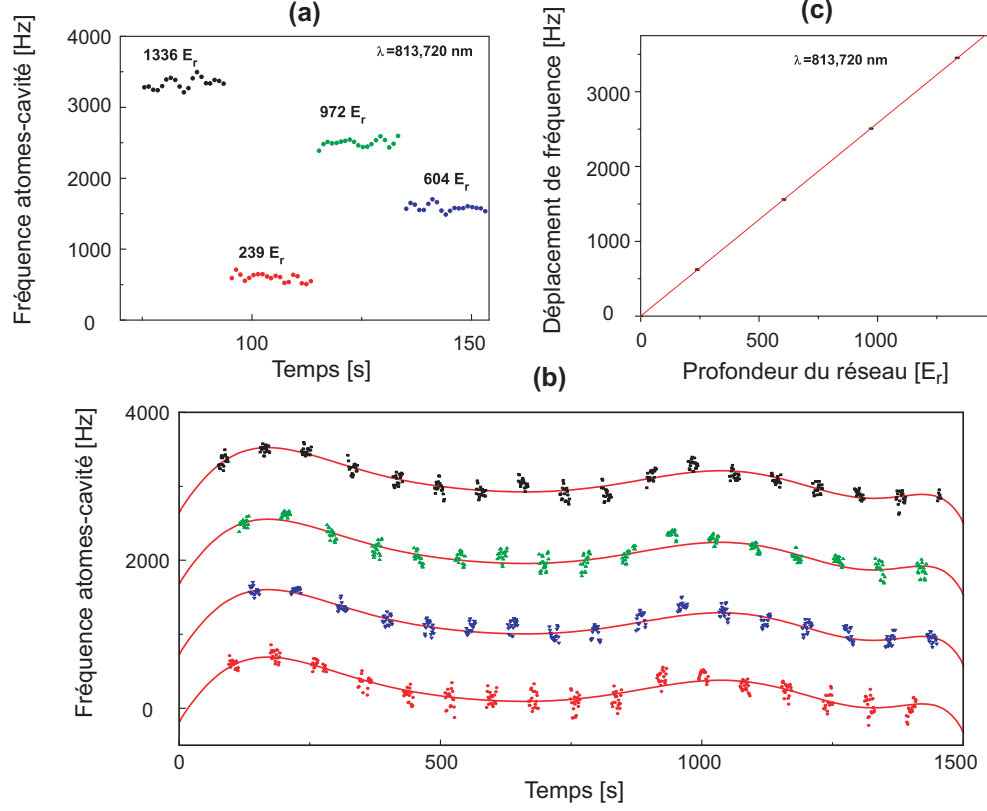 (a)
Fréquence atomes-cavité [Hz]
4000
3000
2000
1000
0
1336 Er
λ=813,720 nm
972 Er
604 Er
239 Er
100
150
Temps [s]
(c)
Déplacement de fréquence [Hz]
3000
2000
1000
0
λ=813,720 nm
0
500
1000
Profondeur du réseau [Er]
(b)
Fréquence atomes-cavité [Hz]
4000
2000
0
0
500
1000
1500
Temps [s]